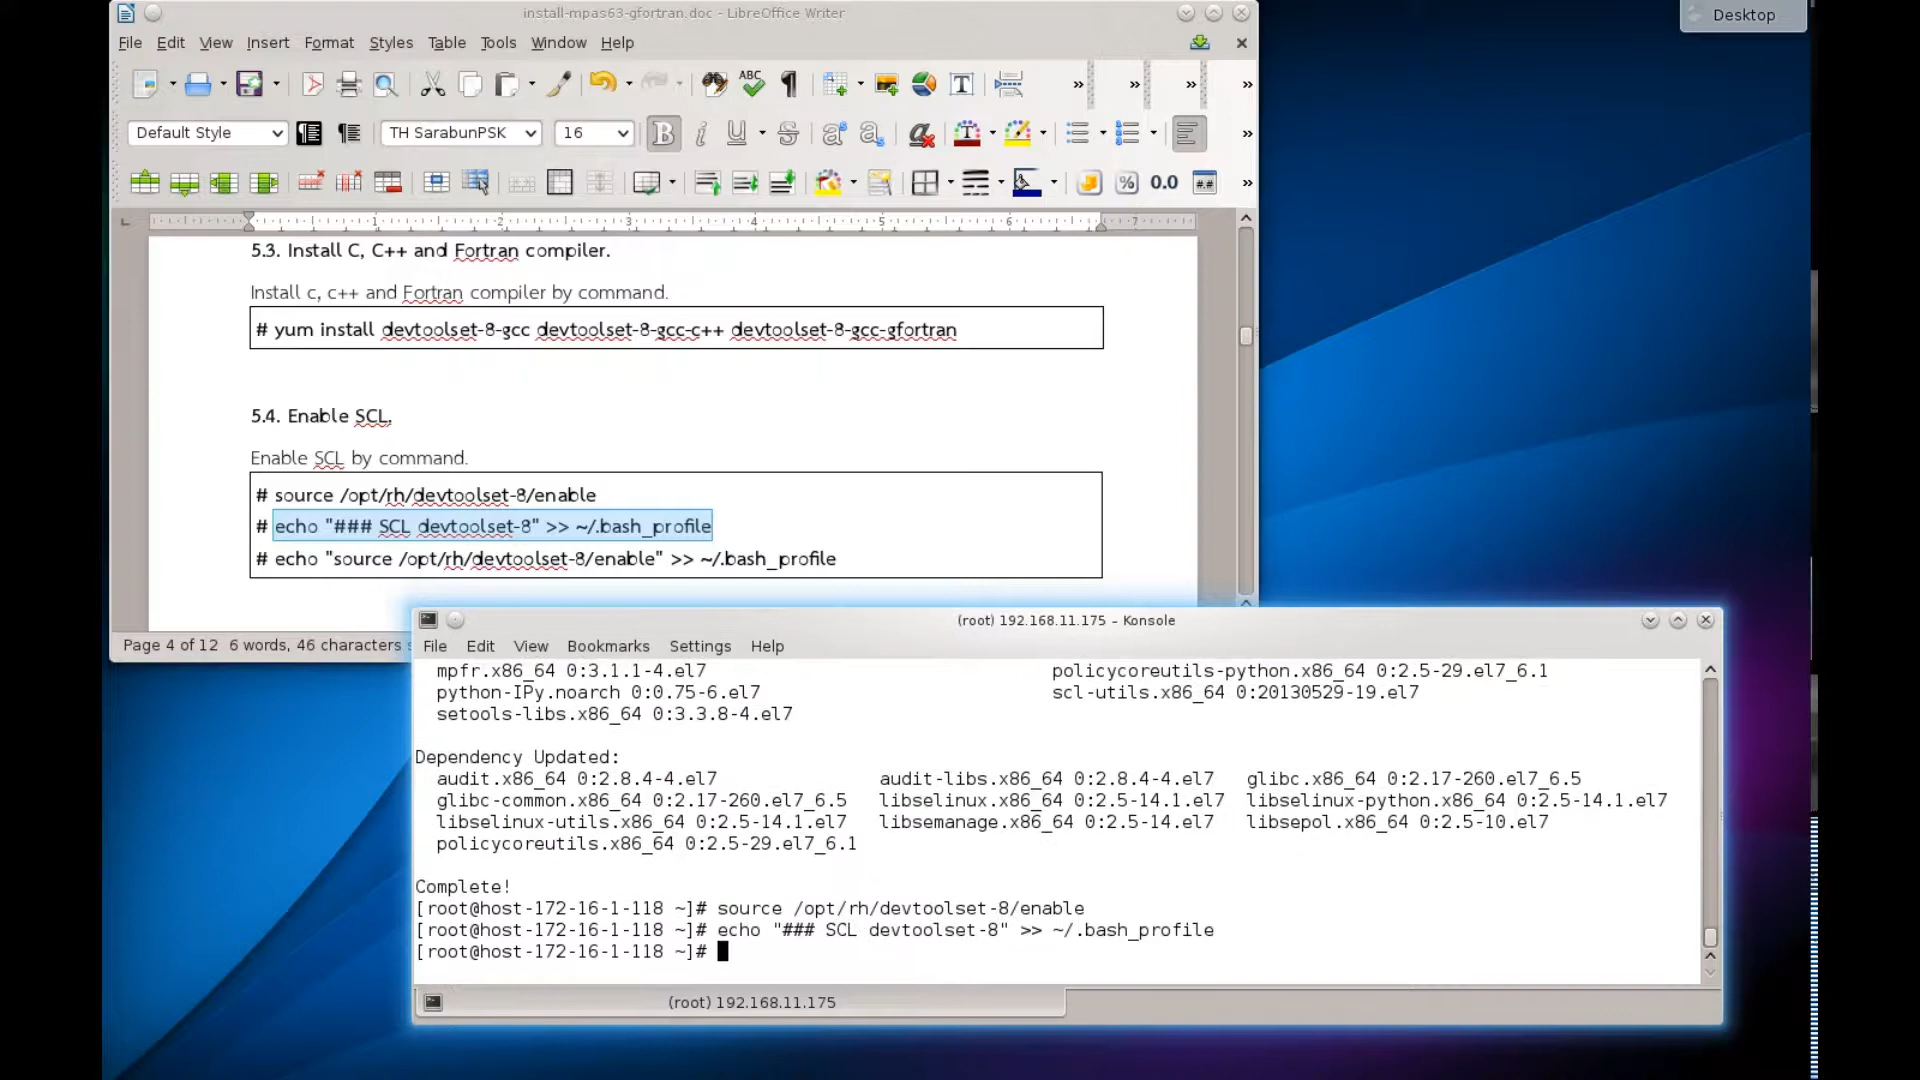 install-mpas63-gfortran.doc - LibreOffice Writer
Desktop
File Edit View Insert Format Styles Table Tools Window Help
ABC
Default Style TH SarabunPSK 16
0.0
1 2 3 4 5 6 7
5.3. Install C, C++ and Fortran compiler.
Install c, c++ and Fortran compiler by command.
# yum install devtoolset-8-gcc devtoolset-8-gcc-c++ devtoolset-8-gcc-gfortran
5.4. Enable SCL.
Enable SCL by command.
# source /opt/rh/devtoolset-8/enable
# echo "### SCL devtoolset-8" >> ~/.bash_profile
# echo "source /opt/rh/devtoolset-8/enable" >> ~/.bash_profile
Page 4 of 12 6 words, 46 characters
(root) 192.168.11.175 – Konsole
File Edit View Bookmarks Settings Help
mpfr.x86_64 0:3.1.1-4.el7 policycoreutils-python.x86_64 0:2.5-29.el7_6.1
python-IPy.noarch 0:0.75-6.el7 scl-utils.x86_64 0:20130529-19.el7
setools-libs.x86_64 0:3.3.8-4.el7
Dependency Updated:
audit.x86_64 0:2.8.4-4.el7 audit-libs.x86_64 0:2.8.4-4.el7 glibc.x86_64 0:2.17-260.el7_6.5
glibc-common.x86_64 0:2.17-260.el7_6.5 libselinux.x86_64 0:2.5-14.1.el7 libselinux-python.x86_64 0:2.5-14.1.el7
libselinux-utils.x86_64 0:2.5-14.1.el7 libsemanage.x86_64 0:2.5-14.el7 libsepol.x86_64 0:2.5-10.el7
policycoreutils.x86_64 0:2.5-29.el7_6.1
Complete!
[root@host-172-16-1-118 ~]# source /opt/rh/devtoolset-8/enable
[root@host-172-16-1-118 ~]# echo "### SCL devtoolset-8" >> ~/.bash_profile
[root@host-172-16-1-118 ~]#
(root) 192.168.11.175